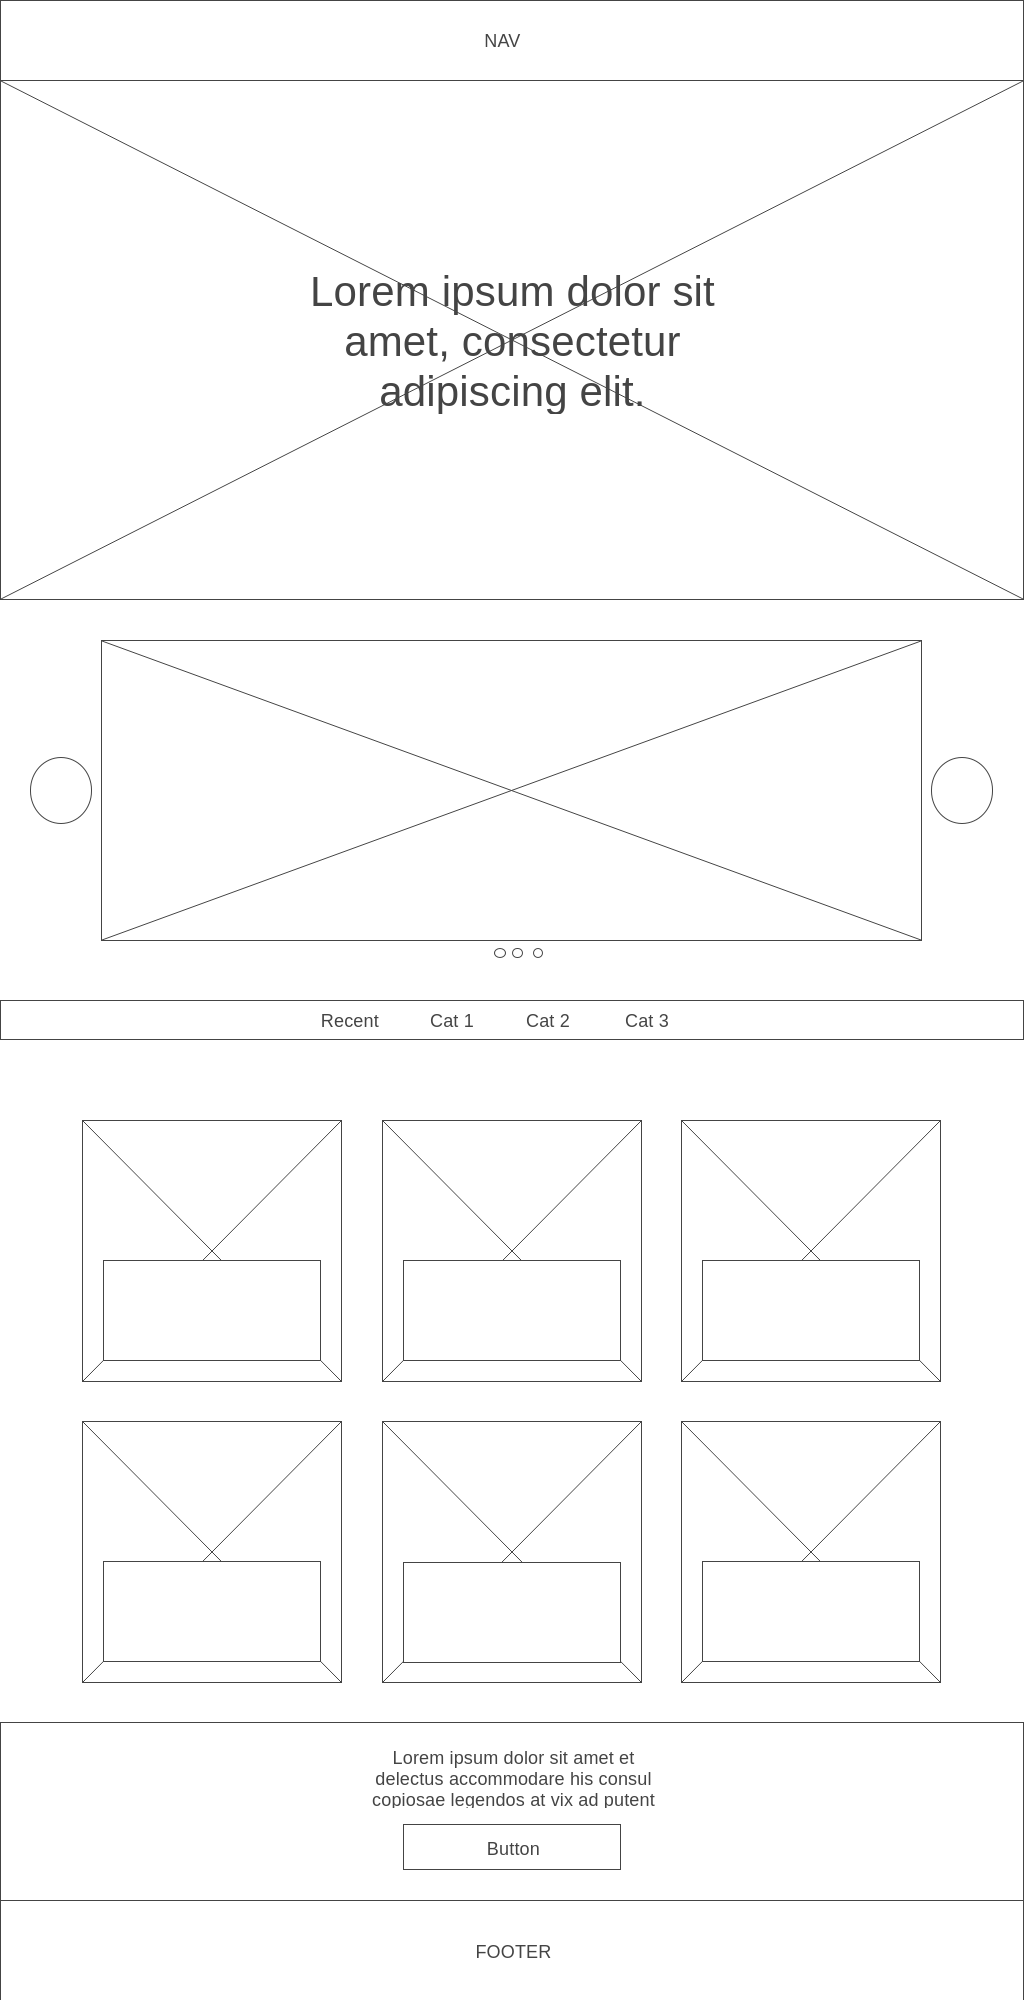 NAV
Lorem ipsum dolor sit
amet, consectetur
adipiscing elit.
Recent Cat 1 Cat 2 Cat 3
Lorem ipsum dolor sit amet et
delectus accommodare his consul
copiosae legendos at vix ad putent
Button
FOOTER